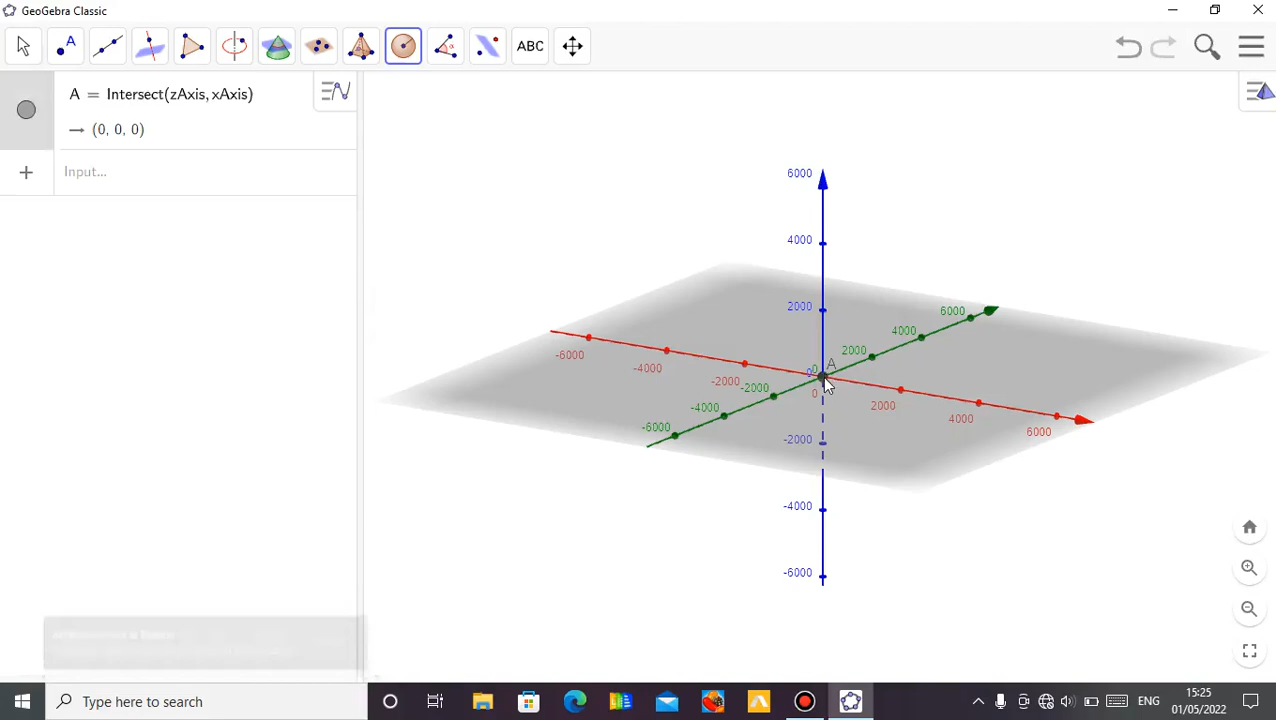 GeoGebra Classic
ABC
A = Intersect(zAxis, xAxis)
→ (0, 0, 0)
+ Input...
6000
4000
2000
0
-2000
-4000
-6000
-6000
-4000
-2000
0
2000
4000
6000
-6000
-4000
-2000
0
2000
4000
6000
A
α
Type here to search
ENG
15:25
01/05/2022